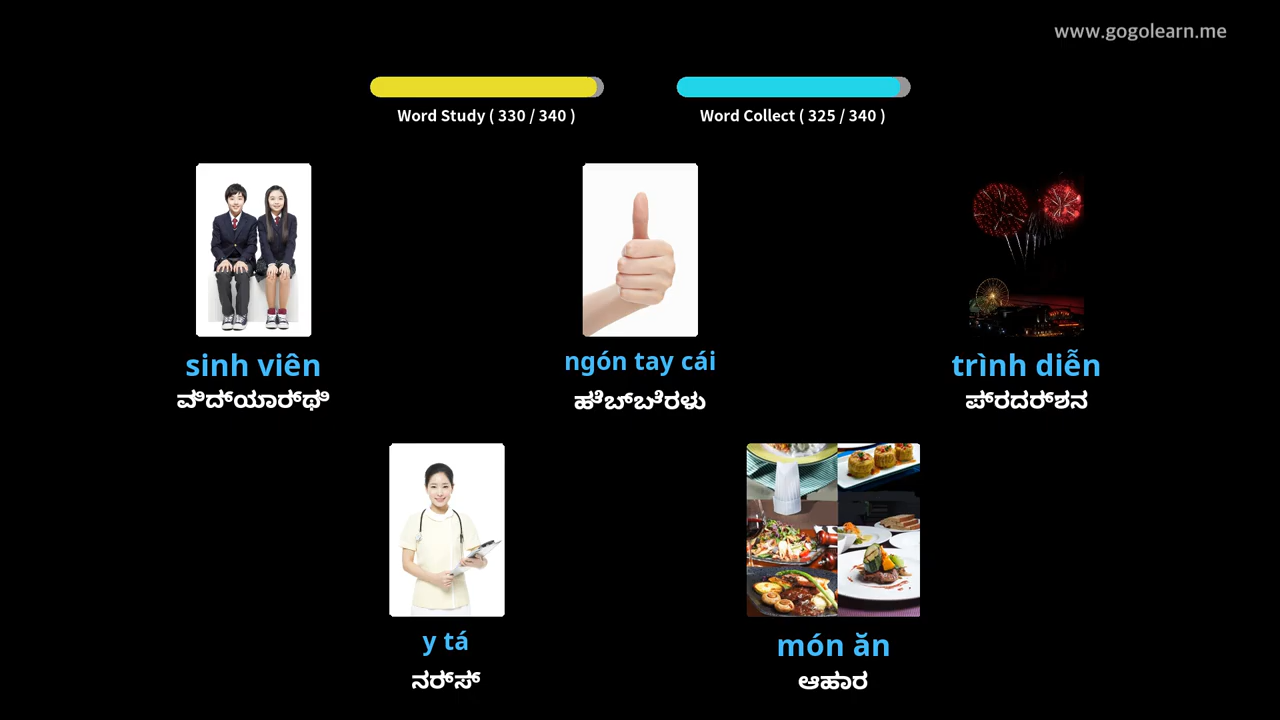 www.gogolearn.me
Word Study ( 330 / 340 )
Word Collect ( 325 / 340 )
sinh viên
ವಿದ್ಯಾರ್ಥಿ
ngón tay cái
ಹೆಬ್ಬೆರಳು
trình diễn
ಪ್ರದರ್ಶನ
y tá
ನರ್ಸ್
món ăn
ಆಹಾರ